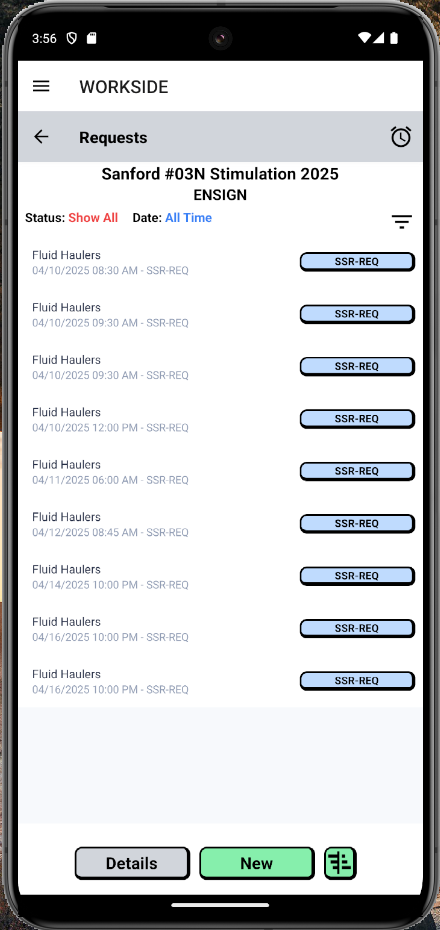 3:56
WORKSIDE
Requests
Sanford #03N Stimulation 2025
ENSIGN
Status: Show All Date: All Time
Fluid Haulers
04/10/2025 08:30 AM - SSR-REQ
SSR-REQ
Fluid Haulers
04/10/2025 09:30 AM - SSR-REQ
SSR-REQ
Fluid Haulers
04/10/2025 09:30 AM - SSR-REQ
SSR-REQ
Fluid Haulers
04/10/2025 12:00 PM - SSR-REQ
SSR-REQ
Fluid Haulers
04/11/2025 06:00 AM - SSR-REQ
SSR-REQ
Fluid Haulers
04/12/2025 08:45 AM - SSR-REQ
SSR-REQ
Fluid Haulers
04/14/2025 10:00 PM - SSR-REQ
SSR-REQ
Fluid Haulers
04/16/2025 10:00 PM - SSR-REQ
SSR-REQ
Fluid Haulers
04/16/2025 10:00 PM - SSR-REQ
SSR-REQ
Details New